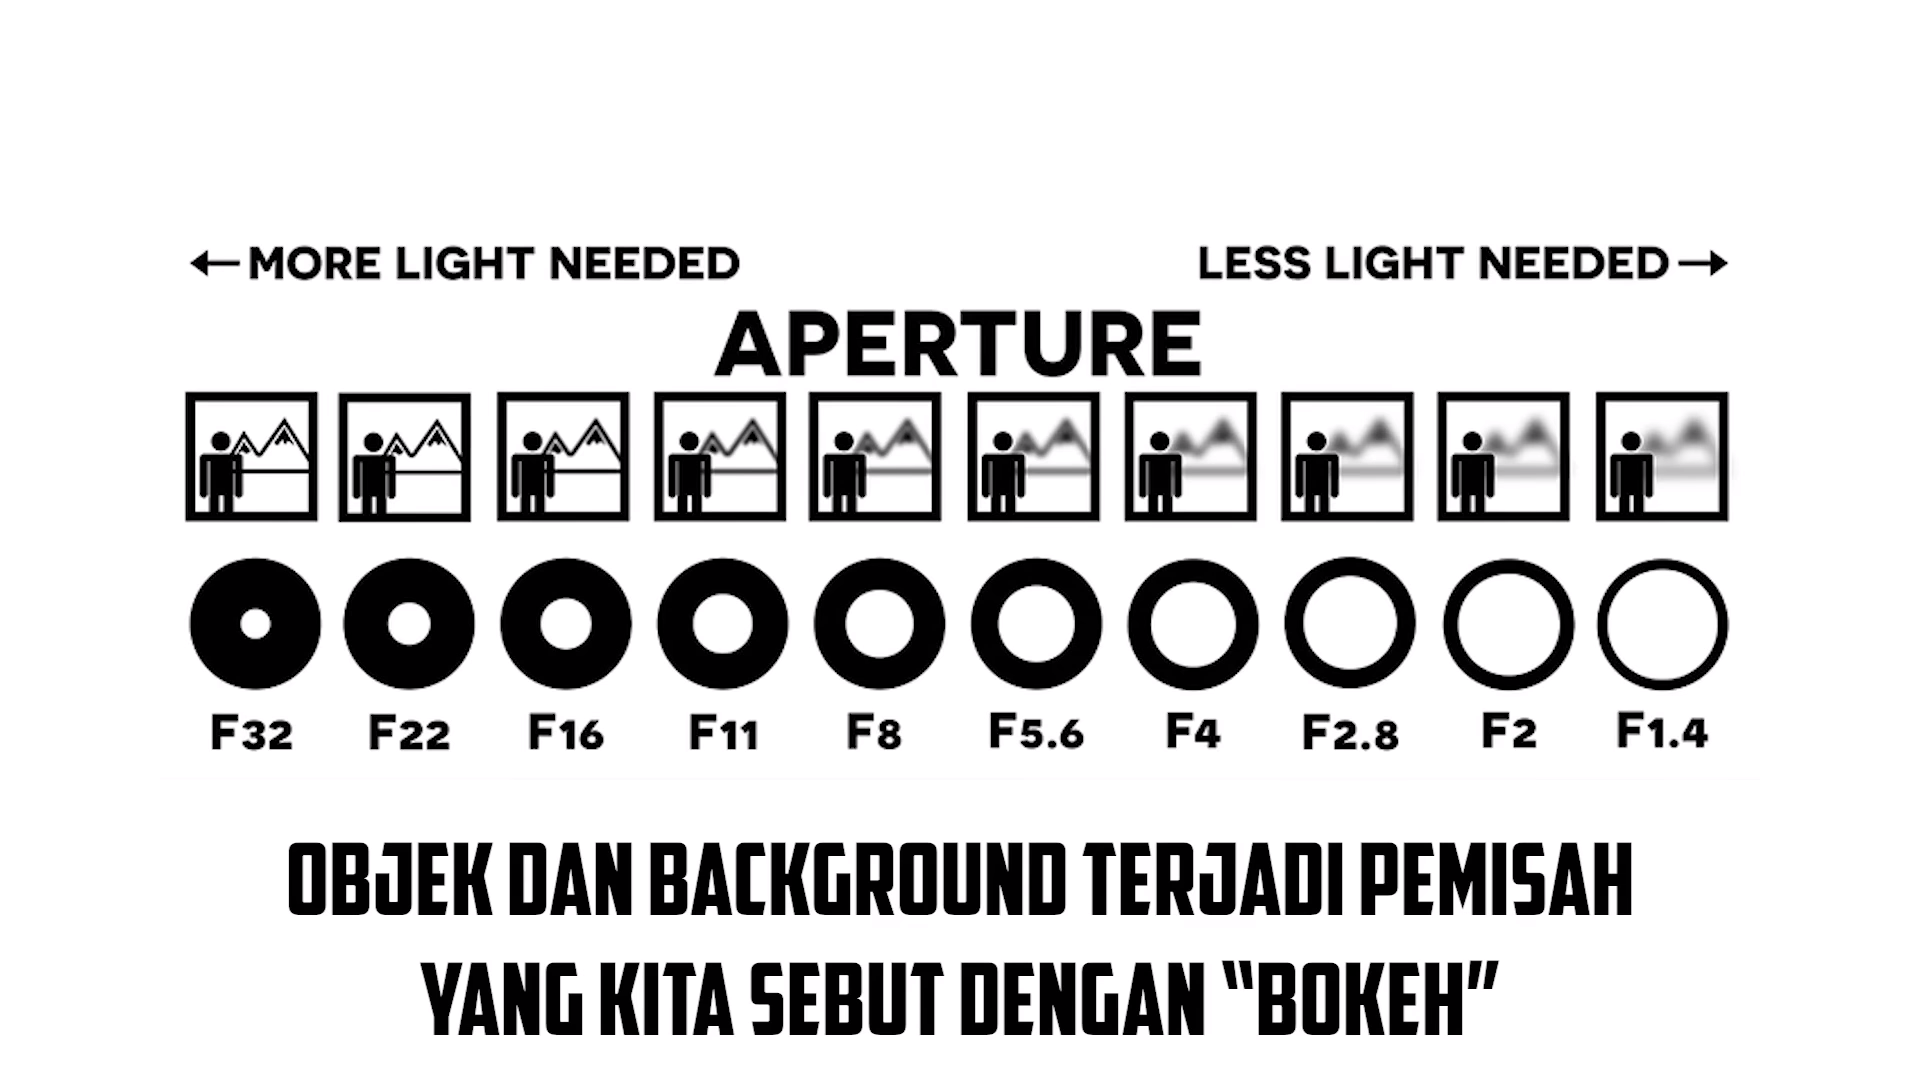 ←MORE LIGHT NEEDED
LESS LIGHT NEEDED→
APERTURE
F32 F22 F16 F11 F8 F5.6 F4 F2.8 F2 F1.4
OBJEK DAN BACKGROUND TERJADI PEMISAH
YANG KITA SEBUT DENGAN “BOKEH”